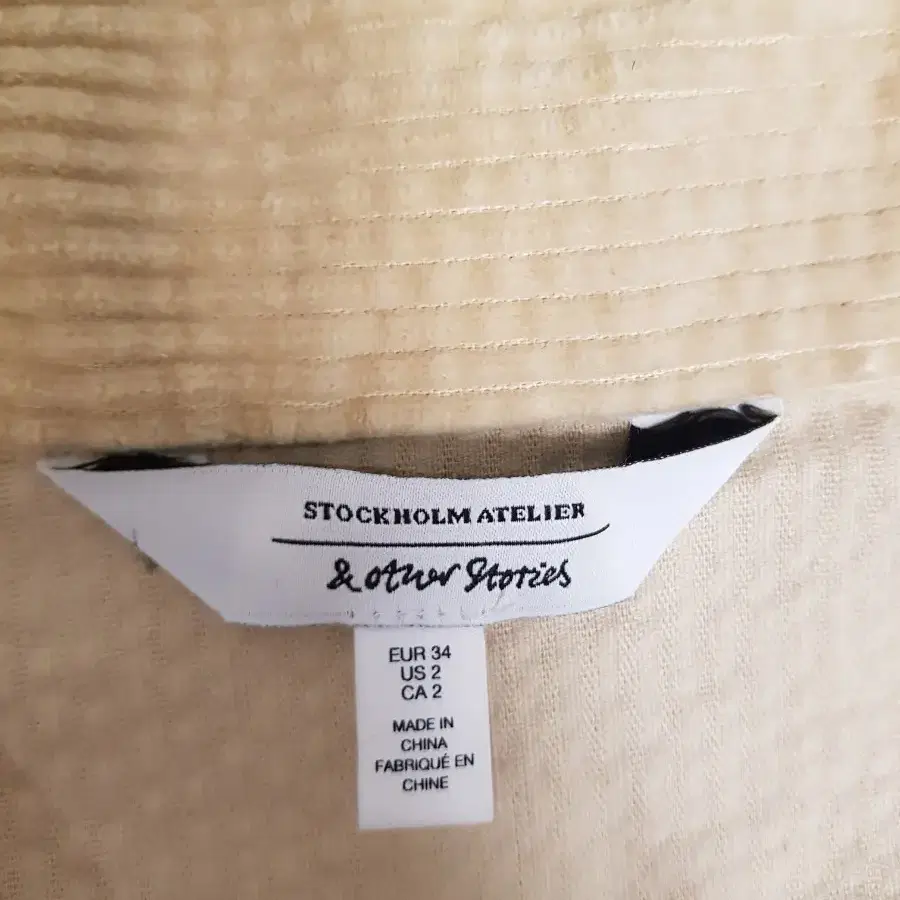 STOCKHOLM ATELIER
& other Stories
EUR 34
US 2
CA 2
MADE IN
CHINA
FABRIQUÉ EN
CHINE